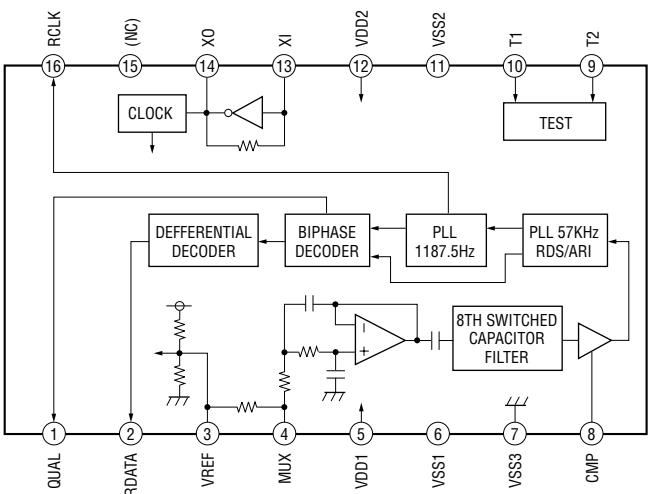 RCLK
(NC)
XO
XI
VDD2
VSS2
T1
T2
16
15
14
13
12
11
10
9
CLOCK
TEST
DEFFERENTIAL
DECODER
BIPHASE
DECODER
PLL
1187.5Hz
PLL 57KHz
RDS/ARI
8TH SWITCHED
CAPACITOR
FILTER
1
2
3
4
5
6
7
8
QUAL
RDATA
VREF
MUX
VDD1
VSS1
VSS3
CMP